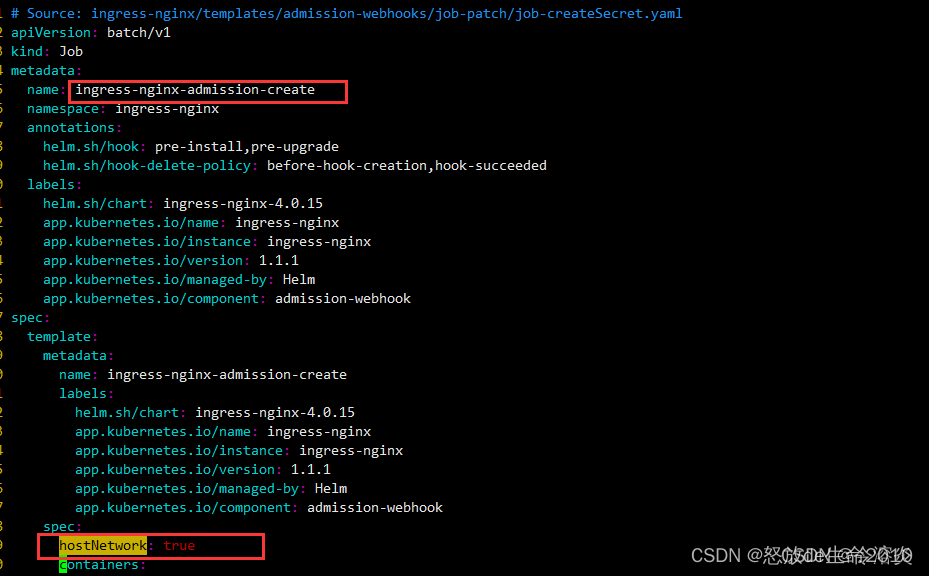 # Source: ingress-nginx/templates/admission-webhooks/job-patch/job-createSecret.yaml
apiVersion: batch/v1
kind: Job
metadata:
  name: ingress-nginx-admission-create
  namespace: ingress-nginx
  annotations:
    helm.sh/hook: pre-install,pre-upgrade
    helm.sh/hook-delete-policy: before-hook-creation,hook-succeeded
  labels:
    helm.sh/chart: ingress-nginx-4.0.15
    app.kubernetes.io/name: ingress-nginx
    app.kubernetes.io/instance: ingress-nginx
    app.kubernetes.io/version: 1.1.1
    app.kubernetes.io/managed-by: Helm
    app.kubernetes.io/component: admission-webhook
spec:
  template:
    metadata:
      name: ingress-nginx-admission-create
      labels:
        helm.sh/chart: ingress-nginx-4.0.15
        app.kubernetes.io/name: ingress-nginx
        app.kubernetes.io/instance: ingress-nginx
        app.kubernetes.io/version: 1.1.1
        app.kubernetes.io/managed-by: Helm
        app.kubernetes.io/component: admission-webhook
    spec:
      hostNetwork: true
      containers:
CSDN